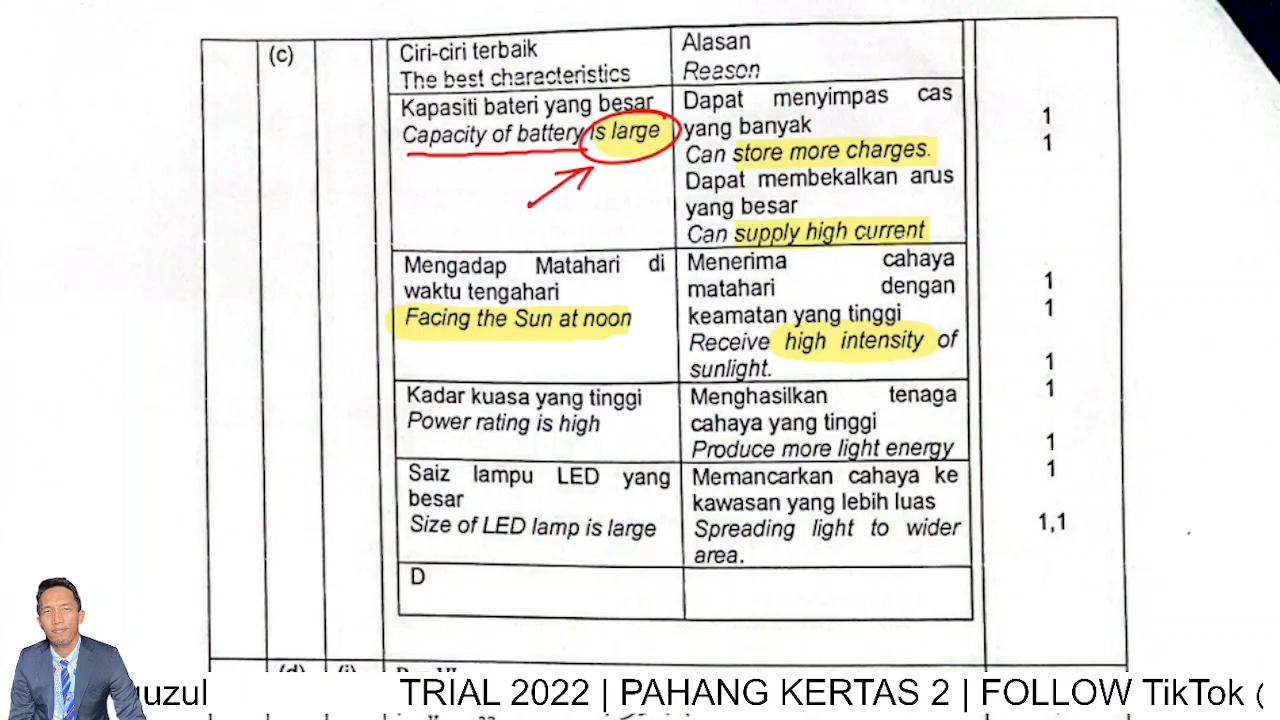 (c)
Ciri-ciri terbaik
The best characteristics
Alasan
Reason
Kapasiti bateri yang besar
Capacity of battery is large
Dapat menyimpas cas
yang banyak
Can store more charges.
Dapat membekalkan arus
yang besar
Can supply high current
1
1
Mengadap Matahari di
waktu tengahari
Facing the Sun at noon
Menerima cahaya
matahari dengan
keamatan yang tinggi
Receive high intensity of
sunlight.
1
1
1
Kadar kuasa yang tinggi
Power rating is high
Menghasilkan tenaga
cahaya yang tinggi
Produce more light energy
1
1
Saiz lampu LED yang
besar
Size of LED lamp is large
Memancarkan cahaya ke
kawasan yang lebih luas
Spreading light to wider
area.
1
1,1
D
(d) (i)
TRIAL 2022 | PAHANG KERTAS 2 | FOLLOW TikTok